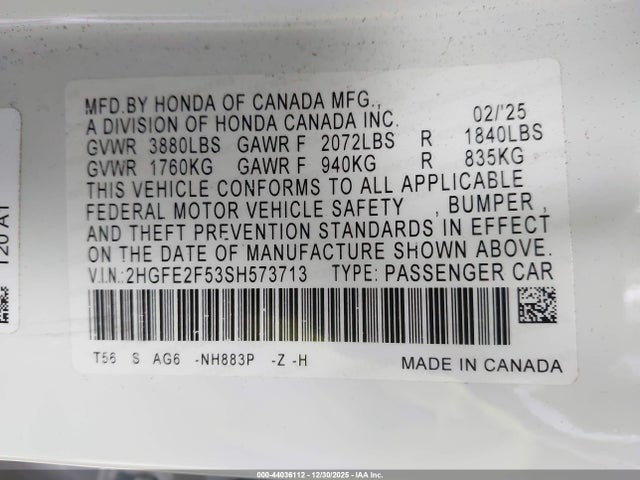 MFD.BY HONDA OF CANADA MFG.,
A DIVISION OF HONDA CANADA INC. 02/'25
GVWR 3880LBS GAWR F 2072LBS R 1840LBS
GVWR 1760KG GAWR F 940KG R 835KG
THIS VEHICLE CONFORMS TO ALL APPLICABLE
FEDERAL MOTOR VEHICLE SAFETY , BUMPER ,
AND THEFT PREVENTION STANDARDS IN EFFECT
ON THE DATE OF MANUFACTURE SHOWN ABOVE.
V.I.N.:2HGFE2F53SH573713 TYPE: PASSENGER CAR
T56 S AG6 -NH883P -Z -H MADE IN CANADA
T20 A1
000-44036112 - 12/30/2025 - IAA Inc.